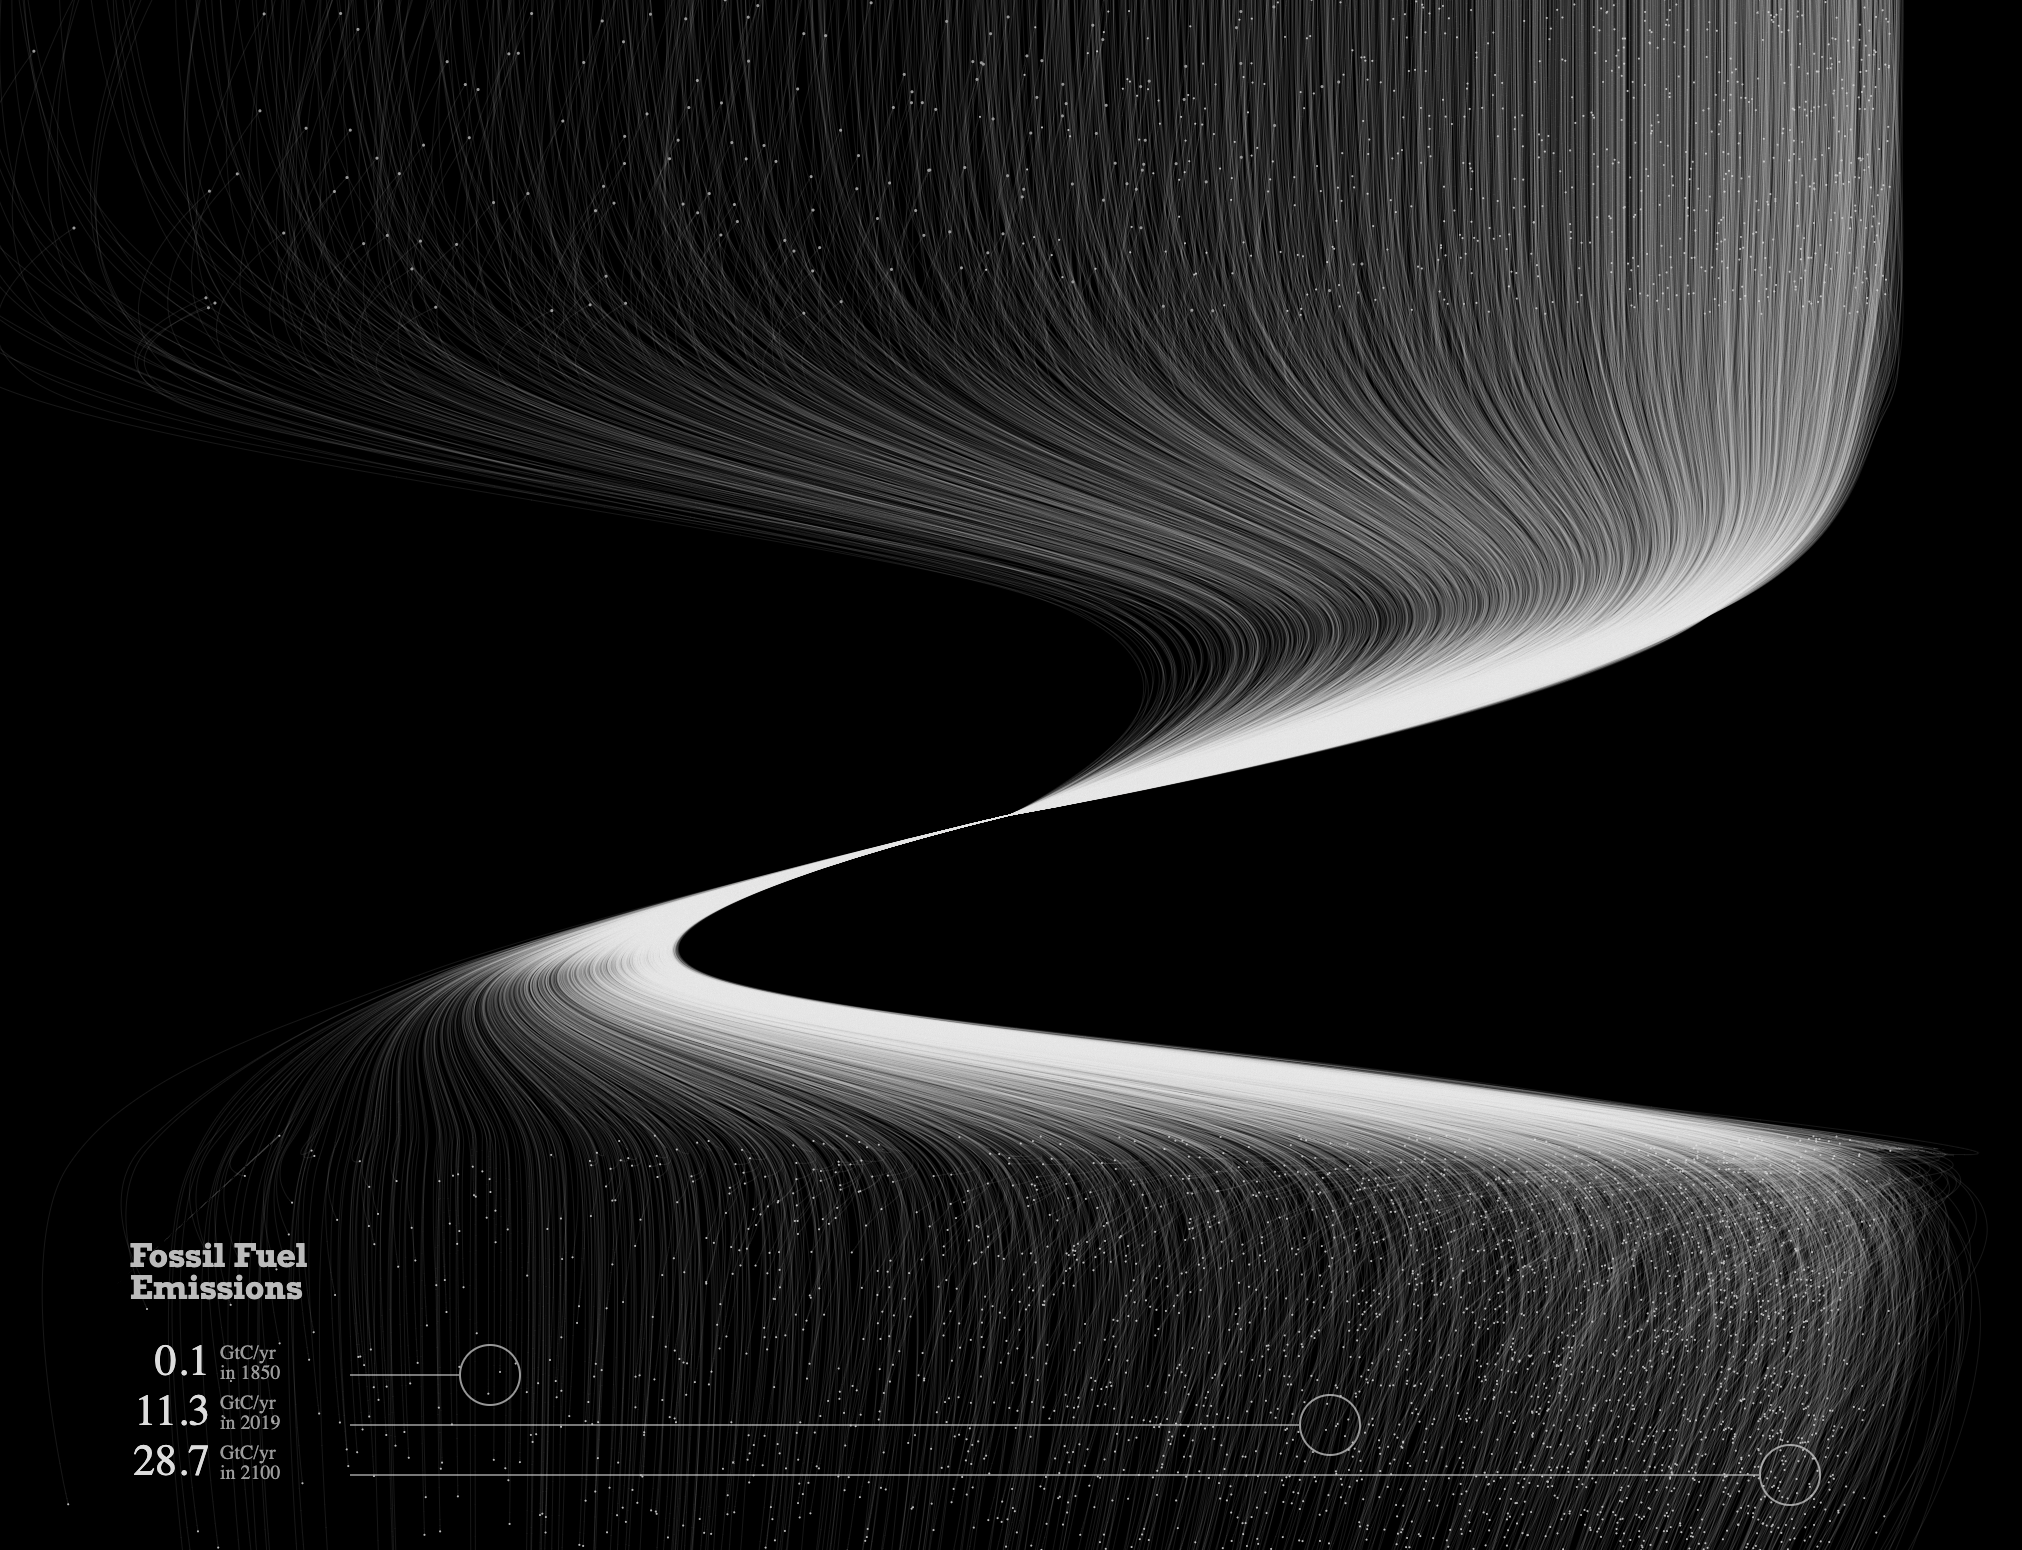 Fossil Fuel
Emissions
0.1 GtC/yr
in 1850
11.3 GtC/yr
in 2019
28.7 GtC/yr
in 2100